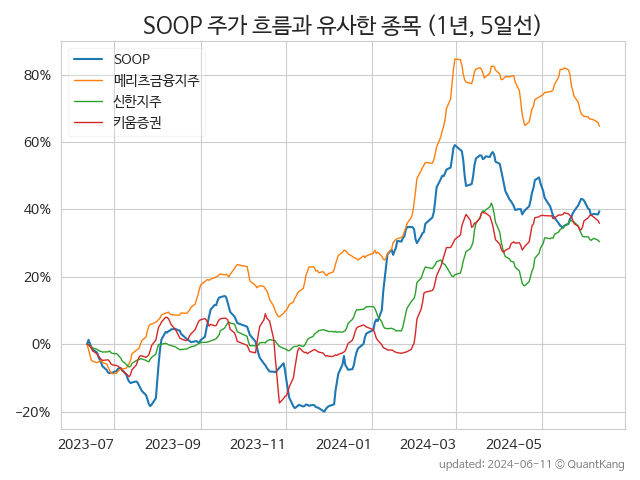 SOOP 주가 흐름과 유사한 종목 (1년, 5일선)
SOOP
메리츠금융지주
신한지주
키움증권
80%
60%
40%
20%
0%
−20%
2023-07
2023-09
2023-11
2024-01
2024-03
2024-05
updated: 2024-06-11 © QuantKang